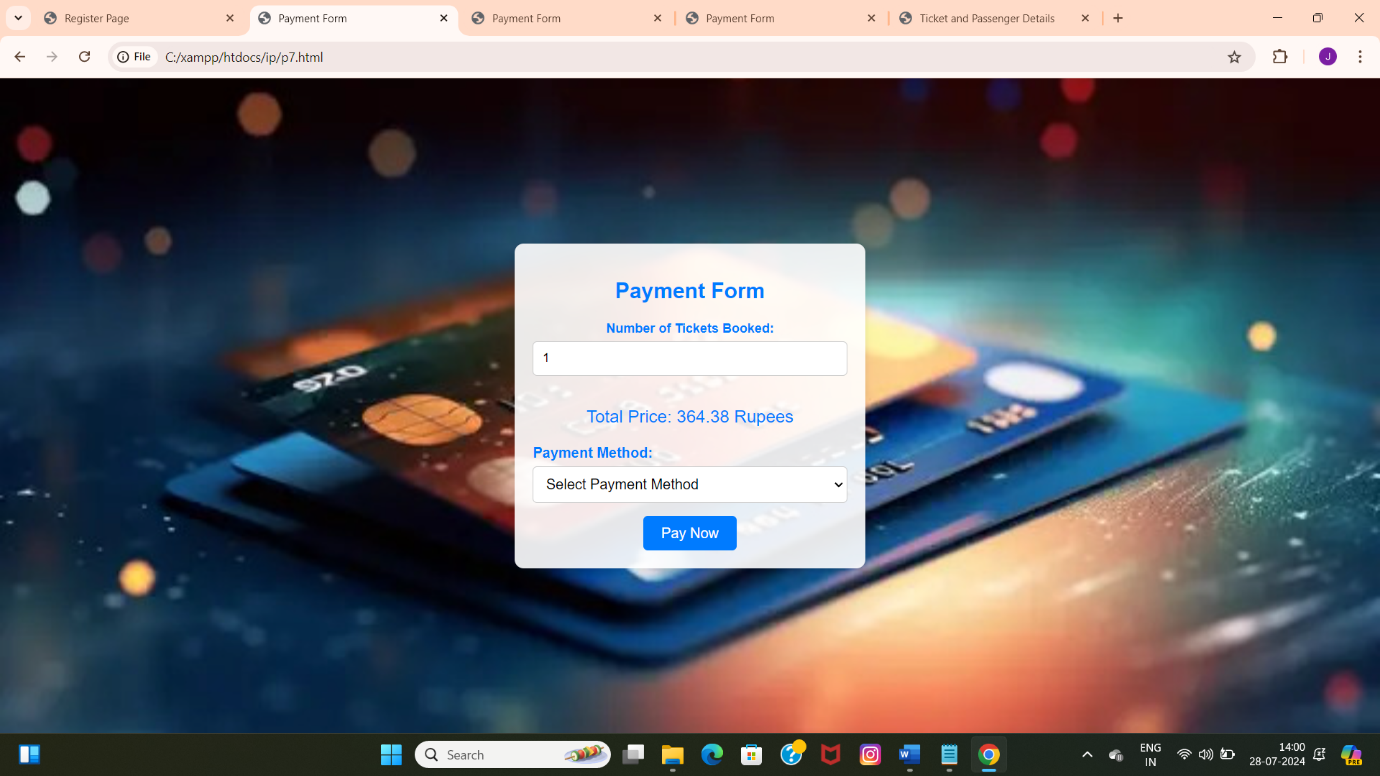 Register Page
Payment Form
Payment Form
Payment Form
Ticket and Passenger Details
File
C:/xampp/htdocs/ip/p7.html
J
Payment Form
Number of Tickets Booked:
1
Total Price: 364.38 Rupees
Payment Method:
Select Payment Method
Pay Now
Search
W
ENG
IN
14:00
28-07-2024
PRE